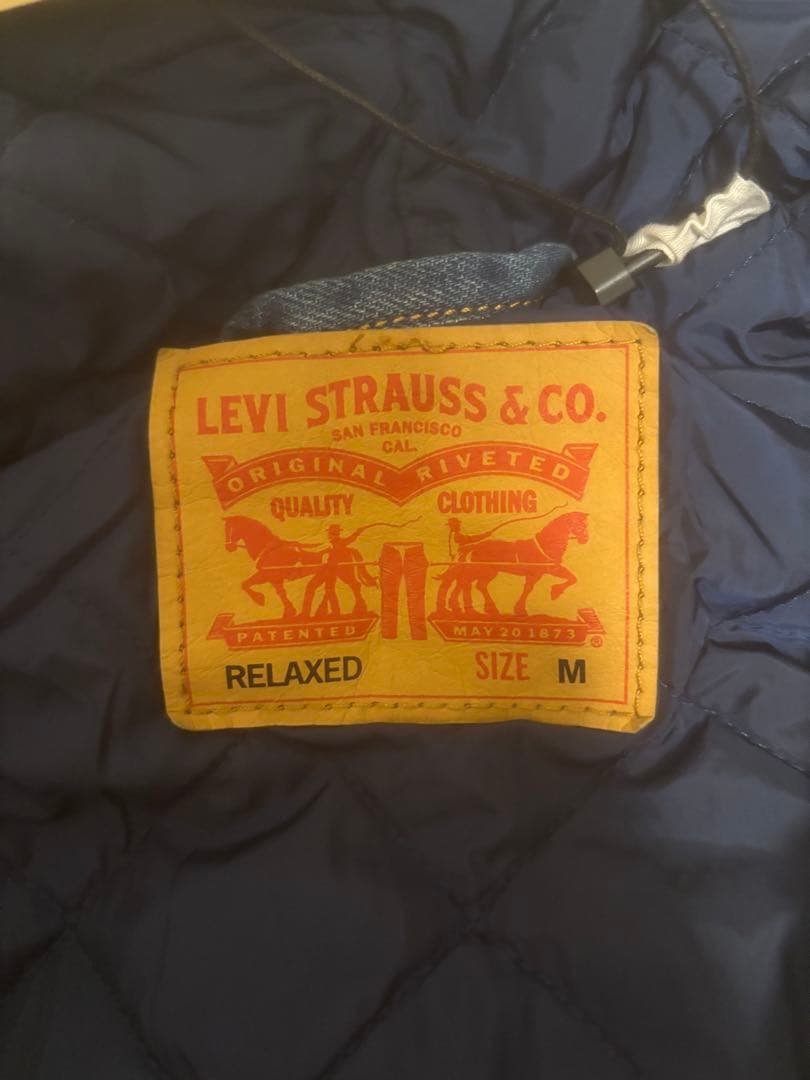 LEVI STRAUSS & CO.
SAN FRANCISCO
CAL.
ORIGINAL RIVETED
QUALITY CLOTHING
PATENTED MAY 20 1873 ®
RELAXED SIZE M